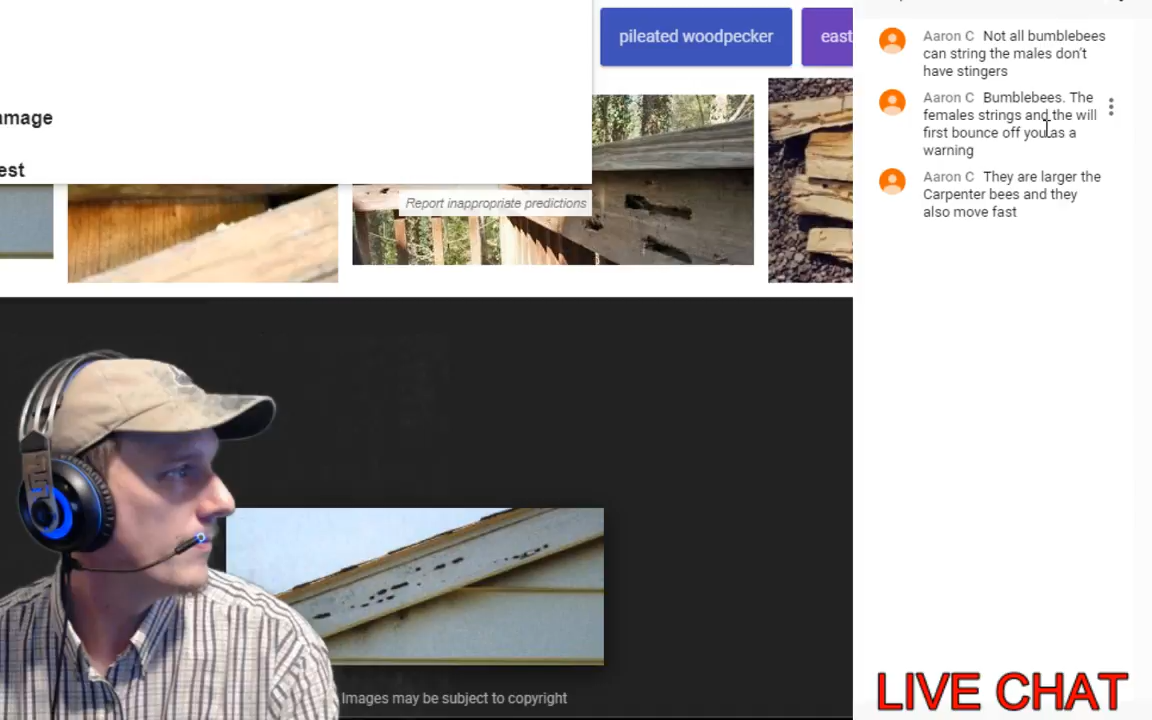 pileated woodpecker
east
amage
est
Report inappropriate predictions
Images may be subject to copyright
Aaron C Not all bumblebees
can string the males don't
have stingers
Aaron C Bumblebees. The
females strings and the will
first bounce off you as a
warning
Aaron C They are larger the
Carpenter bees and they
also move fast
LIVE CHAT